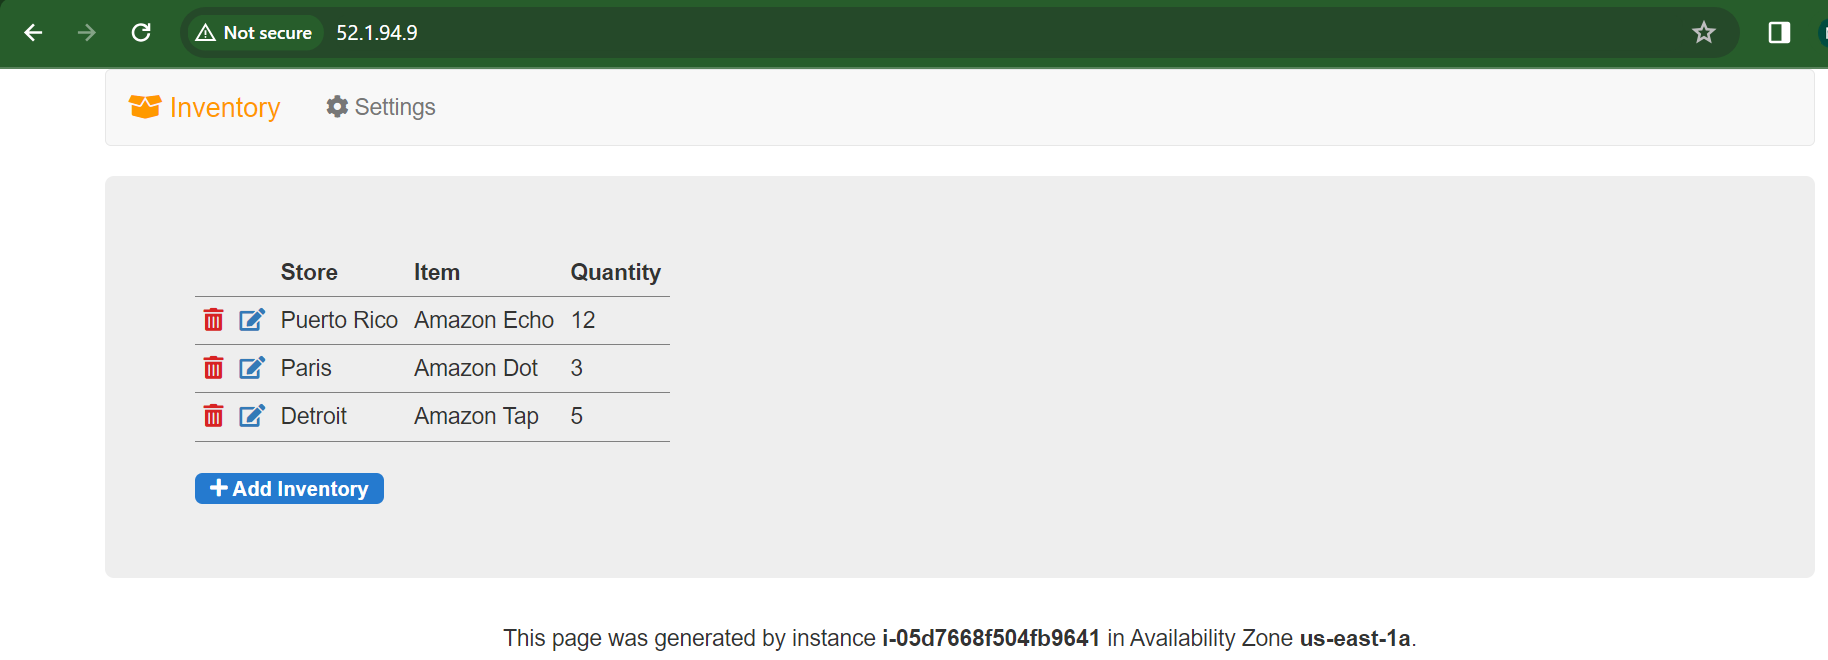 Not secure 52.1.94.9
Inventory Settings
Store Item Quantity
Puerto Rico Amazon Echo 12
Paris Amazon Dot 3
Detroit Amazon Tap 5
Add Inventory
This page was generated by instance i-05d7668f504fb9641 in Availability Zone us-east-1a.